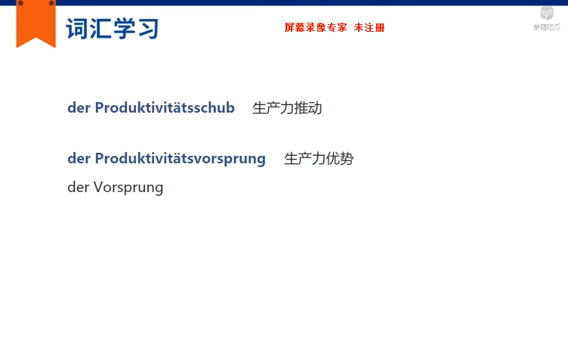 词汇学习
屏幕录像专家 未注册
der Produktivitätsschub 生产力推动
der Produktivitätsvorsprung 生产力优势
der Vorsprung